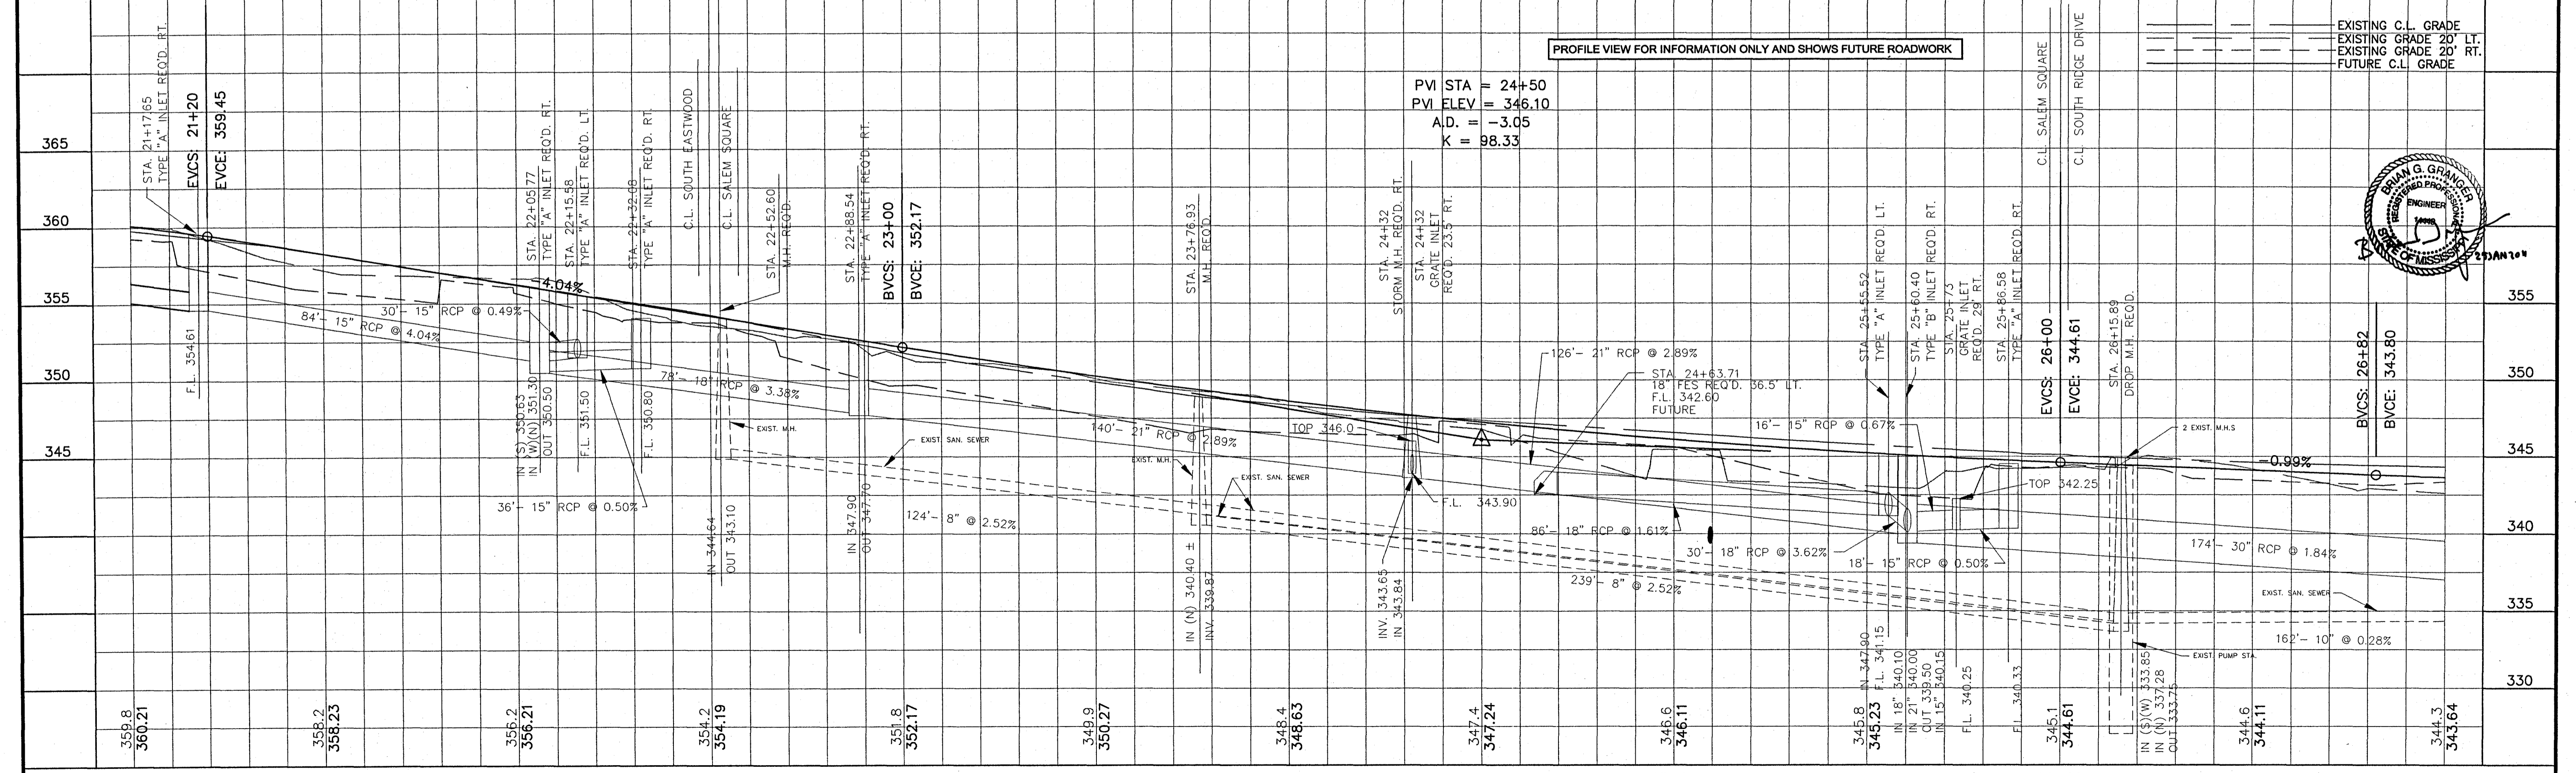 EXISTING C.L. GRADE
EXISTING GRADE 20' LT.
EXISTING GRADE 20' RT.
FUTURE C.L. GRADE
PROFILE VIEW FOR INFORMATION ONLY AND SHOWS FUTURE ROADWORK
PVI STA = 24+50
PVI ELEV = 346.10
A.D. = -3.05
K = 98.33
365
360
355
350
345
355
350
345
340
335
330
STA. 21+17.65
TYPE "A" INLET REQ'D. RT.
EVCS: 21+20
EVCE: 359.45
F.L. 354.61
84'- 15" RCP @ 4.04%
30'- 15" RCP @ 0.49%
-4.04%
STA. 22+05.77
TYPE "A" INLET REQ'D. RT.
STA. 22+15.58
TYPE "A" INLET REQ'D. LT.
STA. 22+32.08
TYPE "A" INLET REQ'D. RT.
IN (S) 350.63
IN (W)(N) 351.30
OUT 350.50
F.L. 351.50
F.L. 350.80
36'- 15" RCP @ 0.50%
C.L. SOUTH EASTWOOD
C.L. SALEM SQUARE
STA. 22+52.60
M.H. REQ'D.
78'- 18" RCP @ 3.38%
EXIST. M.H.
IN 344.64
OUT 343.10
STA. 22+88.54
TYPE "A" INLET REQ'D. RT.
BVCS: 23+00
BVCE: 352.17
IN 347.90
OUT 347.70
EXIST. SAN. SEWER
124'- 8" @ 2.52%
STA. 23+76.93
M.H. REQ'D.
140'- 21" RCP @ 2.89%
EXIST. M.H.
EXIST. SAN. SEWER
IN (N) 340.40 ±
INV. 339.87
STA. 24+32
STORM M.H. REQ'D. RT.
STA. 24+32
GRATE INLET
REQ'D. 23.5' RT.
TOP 346.0
F.L. 343.90
INV. 343.65
IN 343.84
126'- 21" RCP @ 2.89%
STA. 24+63.71
18" FES REQ'D. 36.5' LT.
F.L. 342.60
FUTURE
86'- 18" RCP @ 1.61%
239'- 8" @ 2.52%
30'- 18" RCP @ 3.62%
16'- 15" RCP @ 0.67%
18'- 15" RCP @ 0.50%
STA. 25+55.52
TYPE "A" INLET REQ'D. LT.
STA. 25+60.40
TYPE "B" INLET REQ'D. RT.
STA. 25+73
GRATE INLET
REQ'D. 29' RT.
STA. 25+86.58
TYPE "A" INLET REQ'D. RT.
TOP 342.25
IN 347.90
F.L. 341.15
IN 18" 340.10
IN 21" 340.00
OUT 339.50
IN 15" 340.15
F.L. 340.25
F.L. 340.33
C.L. SALEM SQUARE
C.L. SOUTH RIDGE DRIVE
EVCS: 26+00
EVCE: 344.61
STA. 26+15.89
DROP M.H. REQ'D.
2 EXIST. M.H.S
-0.99%
BVCS: 26+82
BVCE: 343.80
174'- 30" RCP @ 1.84%
EXIST. SAN. SEWER
162'- 10" @ 0.28%
EXIST. PUMP STA.
IN (S)(W) 333.85
IN (N) 337.28
OUT 333.75
BRIAN G. GRANGER
REGISTERED PROFESSIONAL
ENGINEER
STATE OF MISSISSIPPI
359.8
360.21
358.2
358.23
356.2
356.21
354.2
354.19
351.8
352.17
349.9
350.27
348.4
348.63
347.4
347.24
346.6
346.11
345.8
345.23
345.1
344.61
344.6
344.11
344.3
343.64